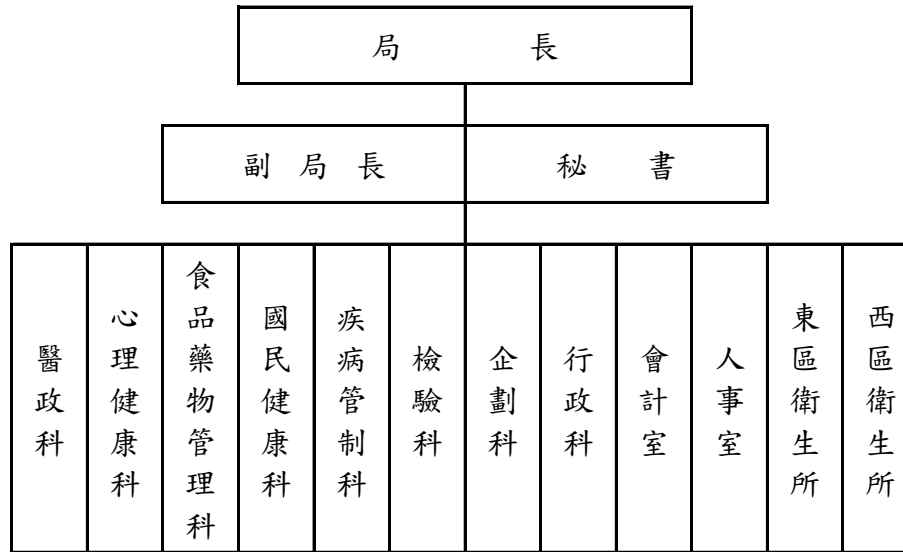 局長
副局長
秘書
醫政科
心理健康科
食品藥物管理科
國民健康科
疾病管制科
檢驗科
企劃科
行政科
會計室
人事室
東區衛生所
西區衛生所